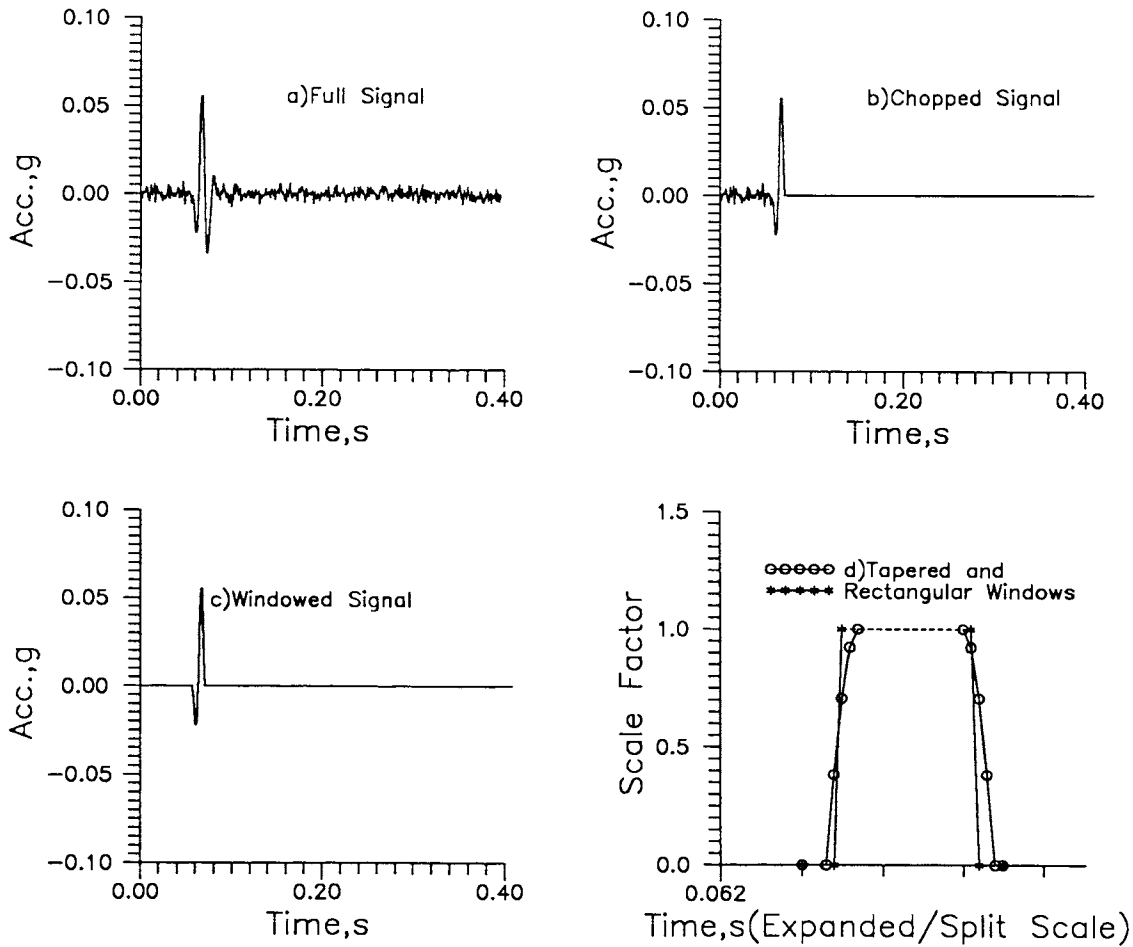 0.10
0.05
0.00
−0.05
−0.10
Acc.,g
a)Full Signal
0.00
0.20
0.40
Time,s
0.10
0.05
0.00
−0.05
−0.10
Acc.,g
b)Chopped Signal
0.00
0.20
0.40
Time,s
0.10
0.05
0.00
−0.05
−0.10
Acc.,g
c)Windowed Signal
0.00
0.20
0.40
Time,s
1.5
1.0
0.5
0.0
Scale Factor
d)Tapered and
Rectangular Windows
0.062
Time,s(Expanded/Split Scale)